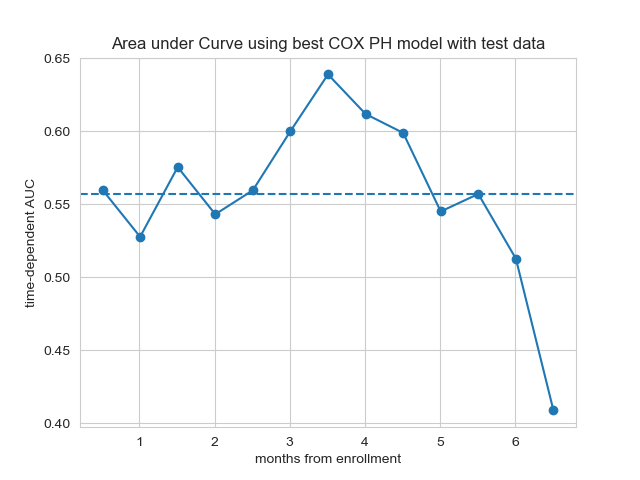 Area under Curve using best COX PH model with test data
0.65
0.60
0.55
0.50
0.45
0.40
time-dependent AUC
1 2 3 4 5 6
months from enrollment